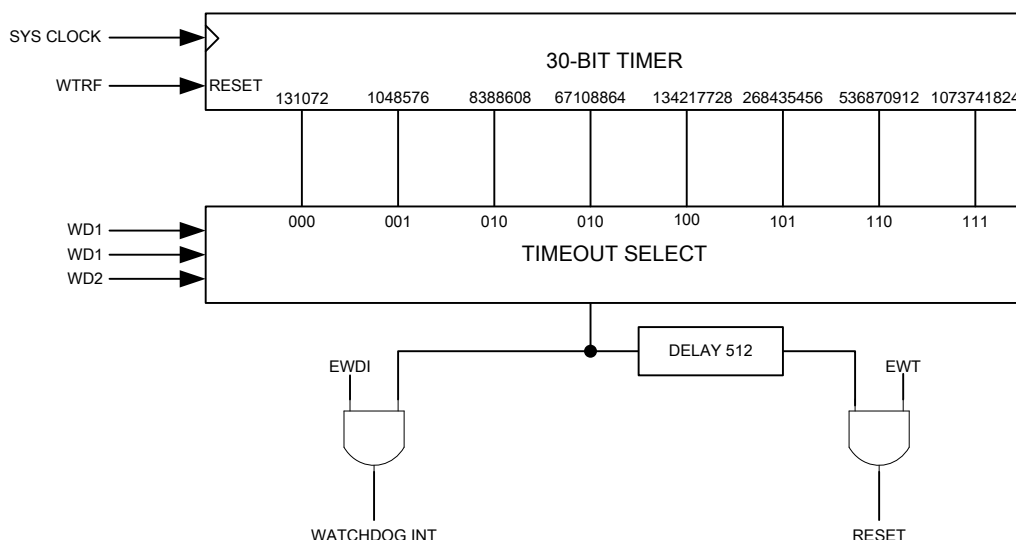 SYS CLOCK
30-BIT TIMER
WTRF
RESET
131072 1048576 8388608 67108864 134217728 268435456 536870912 1073741824
000 001 010 010 100 101 110 111
WD1
WD1
TIMEOUT SELECT
WD2
DELAY 512
EWDI
EWT
WATCHDOG INT
RESET